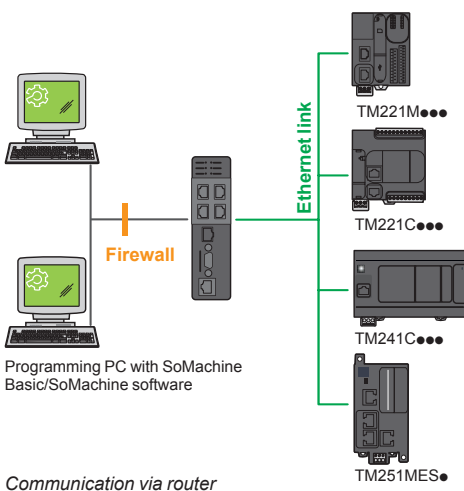 TM221M●●●
Ethernet link
TM221C●●●
Firewall
TM241C●●●
Programming PC with SoMachine
Basic/SoMachine software
TM251MES●
Communication via router